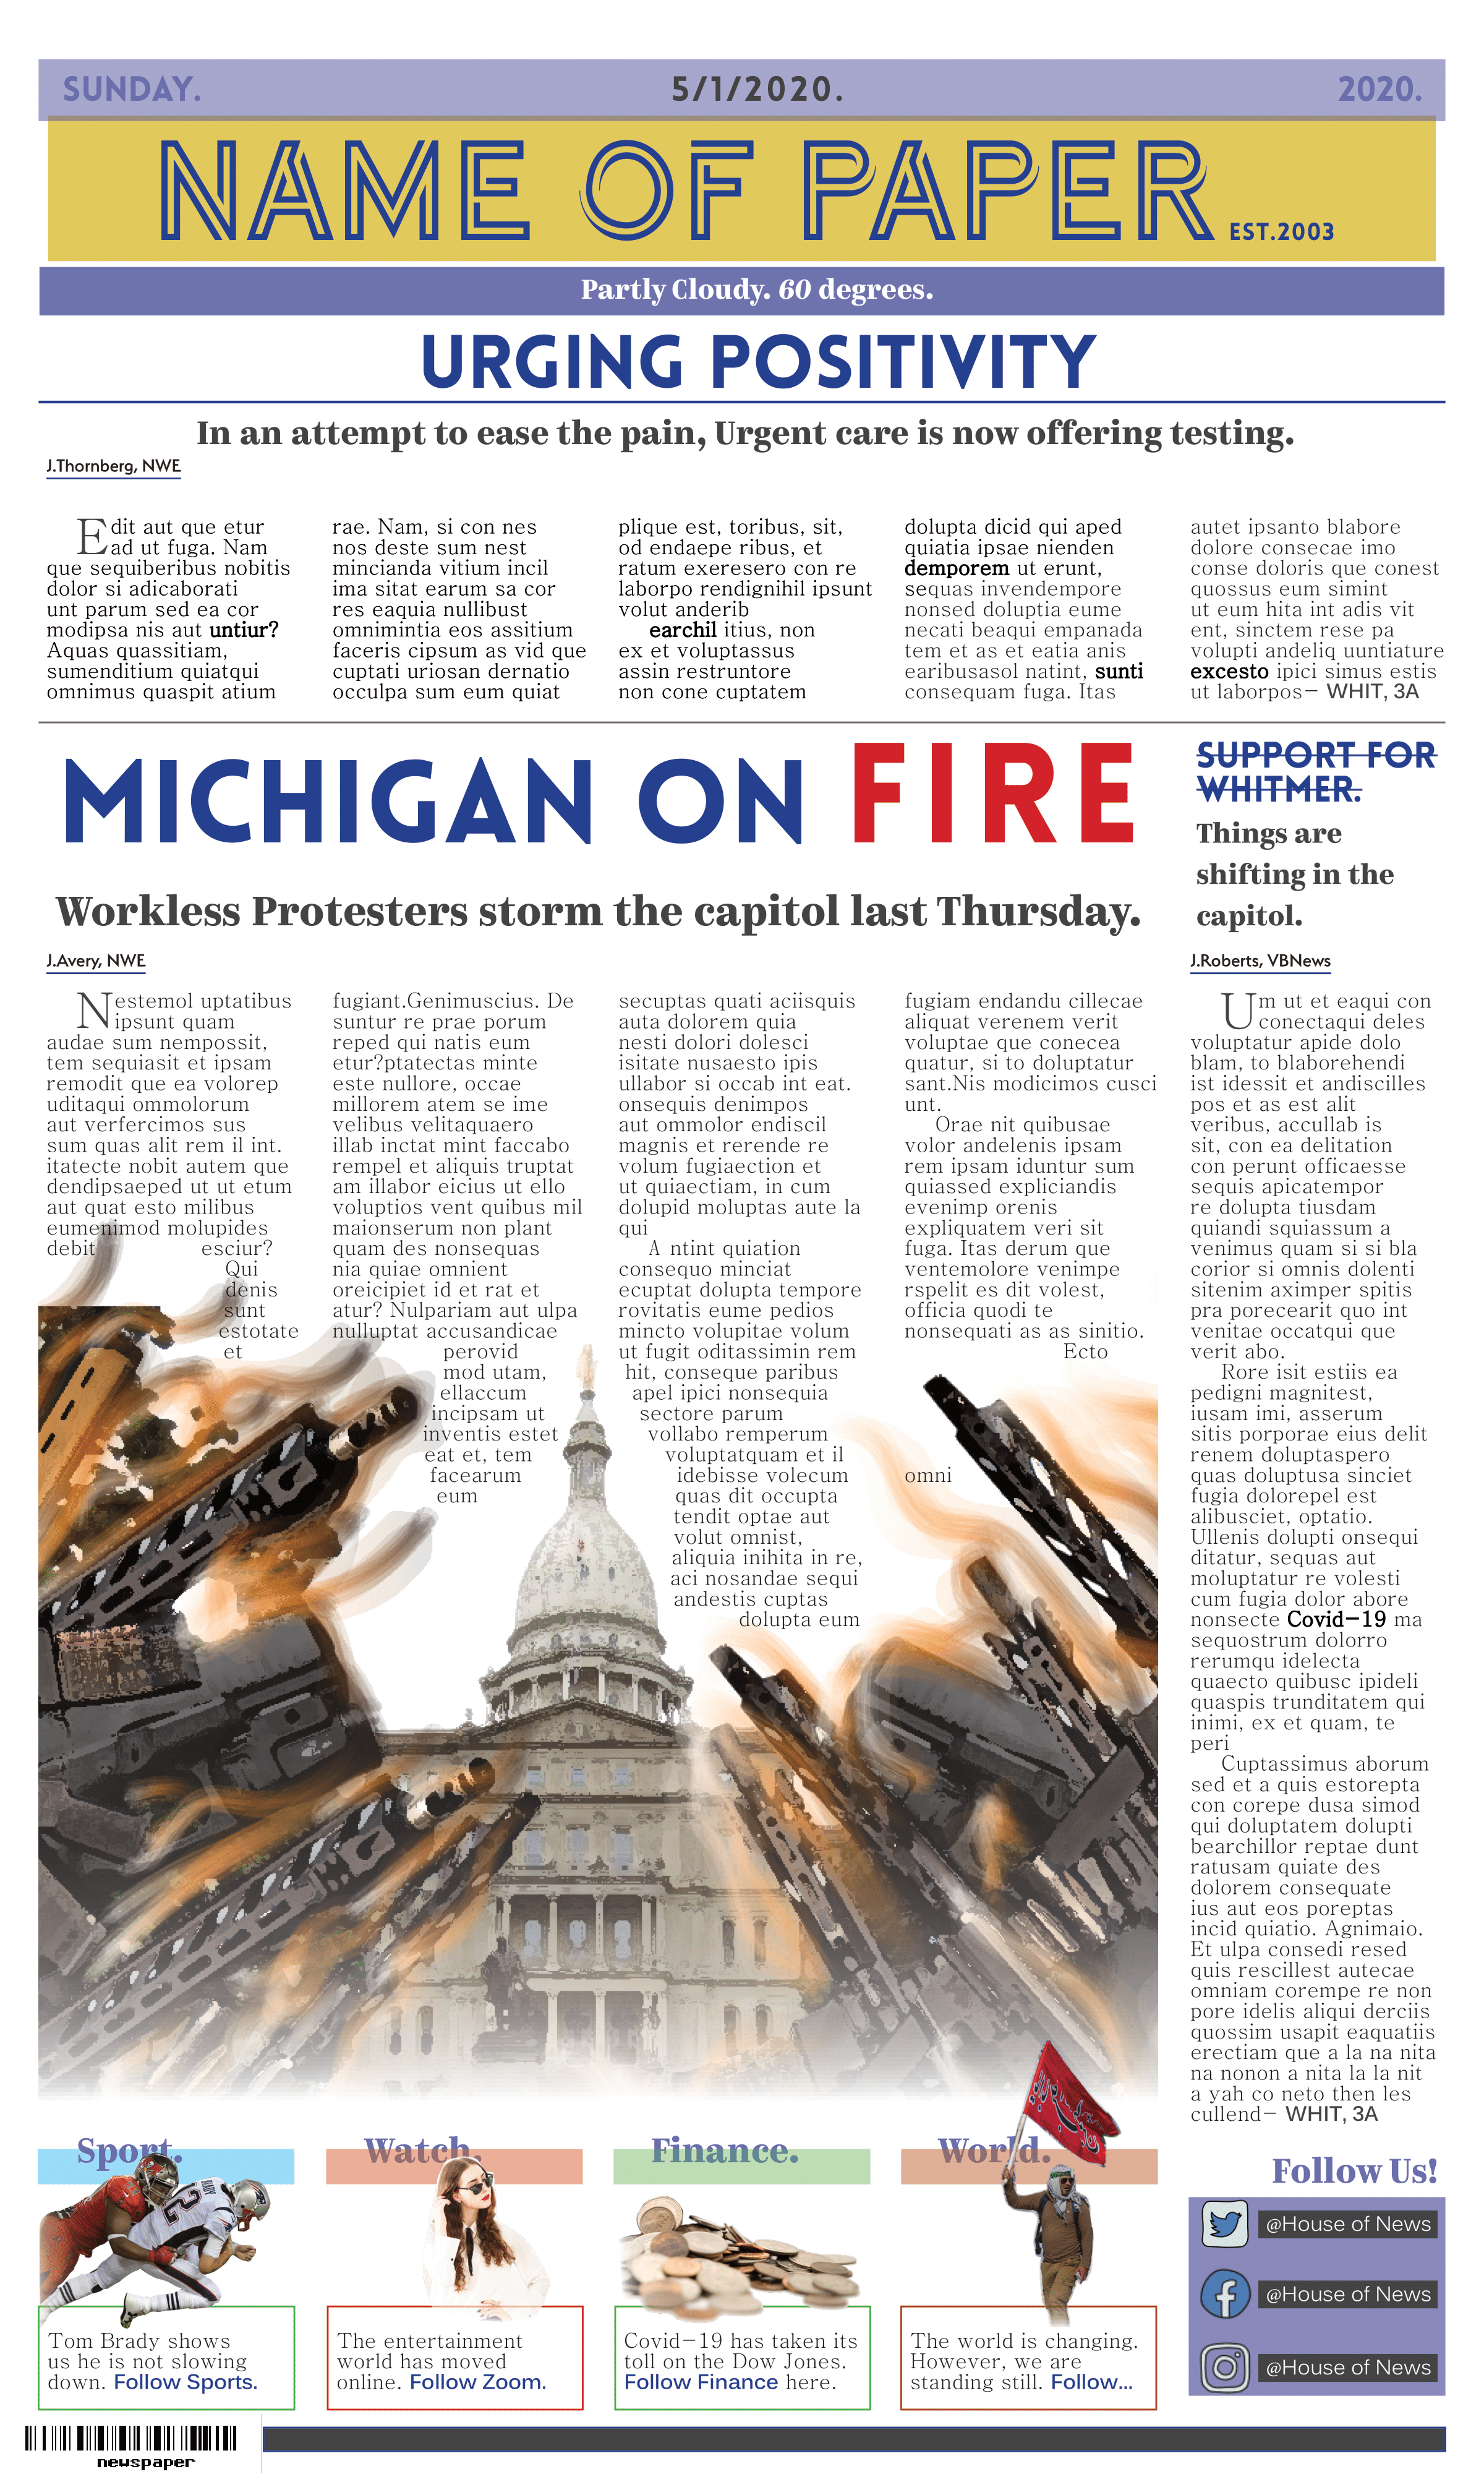 SUNDAY.
5/1/2020.
2020.
NAME OF PAPER
EST.2003
Partly Cloudy. 60 degrees.
URGING POSITIVITY
In an attempt to ease the pain, Urgent care is now offering testing.
J.Thornberg, NWE
Edit aut que etur
ad ut fuga. Nam
que sequiberibus nobitis
dolor si adicaborati
unt parum sed ea cor
modipsa nis aut untiur?
Aquas quassitiam,
sumenditium quiatqui
omnimus quaspit atium
rae. Nam, si con nes
nos deste sum nest
mincianda vitium incil
ima sitat earum sa cor
res eaquia nullibust
omnimintia eos assitium
faceris cipsum as vid que
cuptati uriosan dernatio
occulpa sum eum quiat
plique est, toribus, sit,
od endaepe ribus, et
ratum exeresero con re
laborpo rendignihil ipsunt
volut anderib
earchil itius, non
ex et voluptassus
assin restruntore
non cone cuptatem
dolupta dicid qui aped
quiatia ipsae nienden
demporem ut erunt,
sequas invendempore
nonsed doluptia eume
necati beaqui empanada
tem et as et eatia anis
earibusasol natint, sunti
consequam fuga. Itas
autet ipsanto blabore
dolore consecae imo
conse doloris que conest
quossus eum simint
ut eum hita int adis vit
ent, sinctem rese pa
volupti andeliq uuntiature
excesto ipici simus estis
ut laborpos— WHIT, 3A
MICHIGAN ON FIRE
Workless Protesters storm the capitol last Thursday.
J.Avery, NWE
Nestemol uptatibus
ipsunt quam
audae sum nempossit,
tem sequiasit et ipsam
remodit que ea volorep
uditaqui ommolorum
aut verfercimos sus
sum quas alit rem il int.
itatecte nobit autem que
dendipsaeped ut ut etum
aut quat esto milibus
eumenimod molupides
debit esciur?
Qui
denis
sunt
estotate
et
fugiant.Genimuscius. De
suntur re prae porum
reped qui natis eum
etur?ptatectas minte
este nullore, occae
millorem atem se ime
velibus velitaquaero
illab inctat mint faccabo
rempel et aliquis truptat
am illabor eicius ut ello
voluptios vent quibus mil
maionserum non plant
quam des nonsequas
nia quiae omnient
oreicipiet id et rat et
atur? Nulpariam aut ulpa
nulluptat accusandicae
perovid
mod utam,
ellaccum
incipsam ut
inventis estet
eat et, tem
facearum
eum
secuptas quati aciisquis
auta dolorem quia
nesti dolori dolesci
isitate nusaesto ipis
ullabor si occab int eat.
onsequis denimpos
aut ommolor endiscil
magnis et rerende re
volum fugiaection et
ut quiaectiam, in cum
dolupid moluptas aute la
qui
A ntint quiation
consequo minciat
ecuptat dolupta tempore
rovitatis eume pedios
mincto volupitae volum
ut fugit oditassimin rem
hit, conseque paribus
apel ipici nonsequia
sectore parum
vollabo remperum
voluptatquam et il
idebisse volecum
quas dit occupta
tendit optae aut
volut omnist,
aliquia inihita in re,
aci nosandae sequi
andestis cuptas
dolupta eum
fugiam endandu cillecae
aliquat verenem verit
voluptae que conecea
quatur, si to doluptatur
sant.Nis modicimos cusci
unt.
Orae nit quibusae
volor andelenis ipsam
rem ipsam iduntur sum
quiassed expliciandis
evenimp orenis
expliquatem veri sit
fuga. Itas derum que
ventemolore venimpe
rspelit es dit volest,
officia quodi te
nonsequati as as sinitio.
Ecto
omni
SUPPORT FOR
WHITMER.
Things are
shifting in the
capitol.
J.Roberts, VBNews
Um ut et eaqui con
conectaqui deles
voluptatur apide dolo
blam, to blaborehendi
ist idessit et andiscilles
pos et as est alit
veribus, accullab is
sit, con ea delitation
con perunt officaesse
sequis apicatempor
re dolupta tiusdam
quiandi squiassum a
venimus quam si si bla
corior si omnis dolenti
sitenim aximper spitis
pra porecearit quo int
venitae occatqui que
verit abo.
Rore isit estiis ea
pedigni magnitest,
iusam imi, asserum
sitis porporae eius delit
renem doluptaspero
quas doluptusa sinciet
fugia dolorepel est
alibusciet, optatio.
Ullenis dolupti onsequi
ditatur, sequas aut
moluptatur re volesti
cum fugia dolor abore
nonsecte Covid-19 ma
sequostrum dolorro
rerumqu idelecta
quaecto quibusc ipideli
quaspis trunditatem qui
inimi, ex et quam, te
peri
Cuptassimus aborum
sed et a quis estorepta
con corepe dusa simod
qui doluptatem dolupti
bearchillor reptae dunt
ratusam quiate des
dolorem consequate
ius aut eos poreptas
incid quiatio. Agnimaio.
Et ulpa consedi resed
quis rescillest autecae
omniam corempe re non
pore idelis aliqui derciis
quossim usapit eaquatiis
erectiam que a la na nita
na nonon a nita la la nit
a yah co neto then les
cullend— WHIT, 3A
Sport.
BRADY
12
Tom Brady shows
us he is not slowing
down. Follow Sports.
Watch.
The entertainment
world has moved
online. Follow Zoom.
Finance.
Covid-19 has taken its
toll on the Dow Jones.
Follow Finance here.
World.
The world is changing.
However, we are
standing still. Follow...
Follow Us!
@House of News
@House of News
@House of News
newspaper